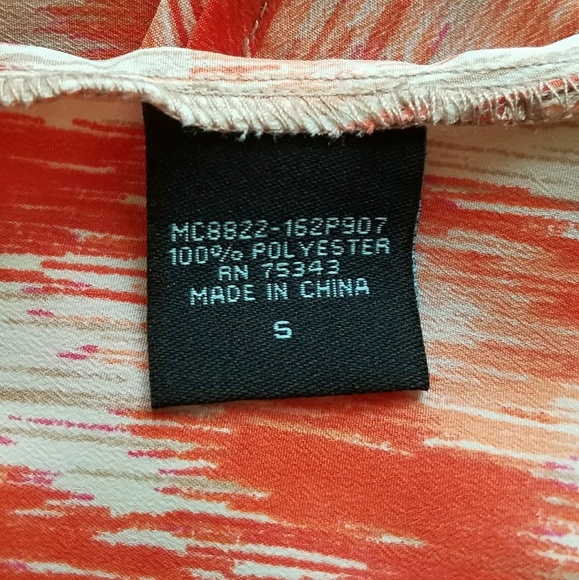 MC8822-162P907
100% POLYESTER
RN 75343
MADE IN CHINA
S